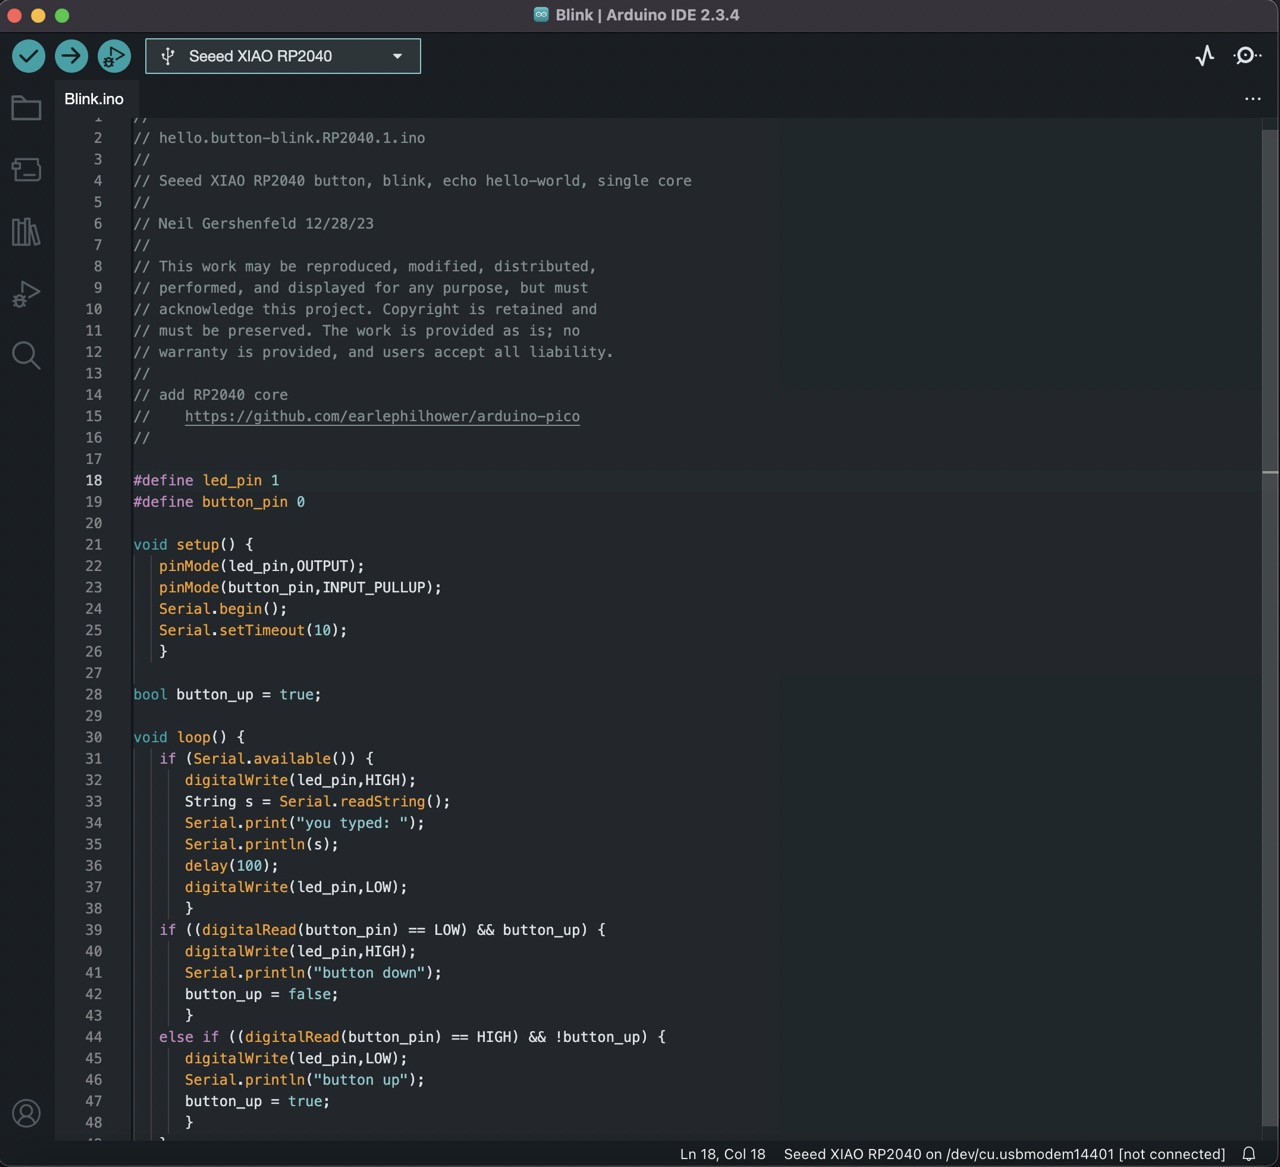 Blink | Arduino IDE 2.3.4
Seeed XIAO RP2040
Blink.ino
1 //
2 // hello.button-blink.RP2040.1.ino
3 //
4 // Seeed XIAO RP2040 button, blink, echo hello-world, single core
5 //
6 // Neil Gershenfeld 12/28/23
7 //
8 // This work may be reproduced, modified, distributed,
9 // performed, and displayed for any purpose, but must
10 // acknowledge this project. Copyright is retained and
11 // must be preserved. The work is provided as is; no
12 // warranty is provided, and users accept all liability.
13 //
14 // add RP2040 core
15 //    https://github.com/earlephilhower/arduino-pico
16 //
17
18 #define led_pin 1
19 #define button_pin 0
20
21 void setup() {
22    pinMode(led_pin,OUTPUT);
23    pinMode(button_pin,INPUT_PULLUP);
24    Serial.begin();
25    Serial.setTimeout(10);
26    }
27
28 bool button_up = true;
29
30 void loop() {
31    if (Serial.available()) {
32       digitalWrite(led_pin,HIGH);
33       String s = Serial.readString();
34       Serial.print("you typed: ");
35       Serial.println(s);
36       delay(100);
37       digitalWrite(led_pin,LOW);
38       }
39    if ((digitalRead(button_pin) == LOW) && button_up) {
40       digitalWrite(led_pin,HIGH);
41       Serial.println("button down");
42       button_up = false;
43       }
44    else if ((digitalRead(button_pin) == HIGH) && !button_up) {
45       digitalWrite(led_pin,LOW);
46       Serial.println("button up");
47       button_up = true;
48       }
Ln 18, Col 18 Seeed XIAO RP2040 on /dev/cu.usbmodem14401 [not connected]